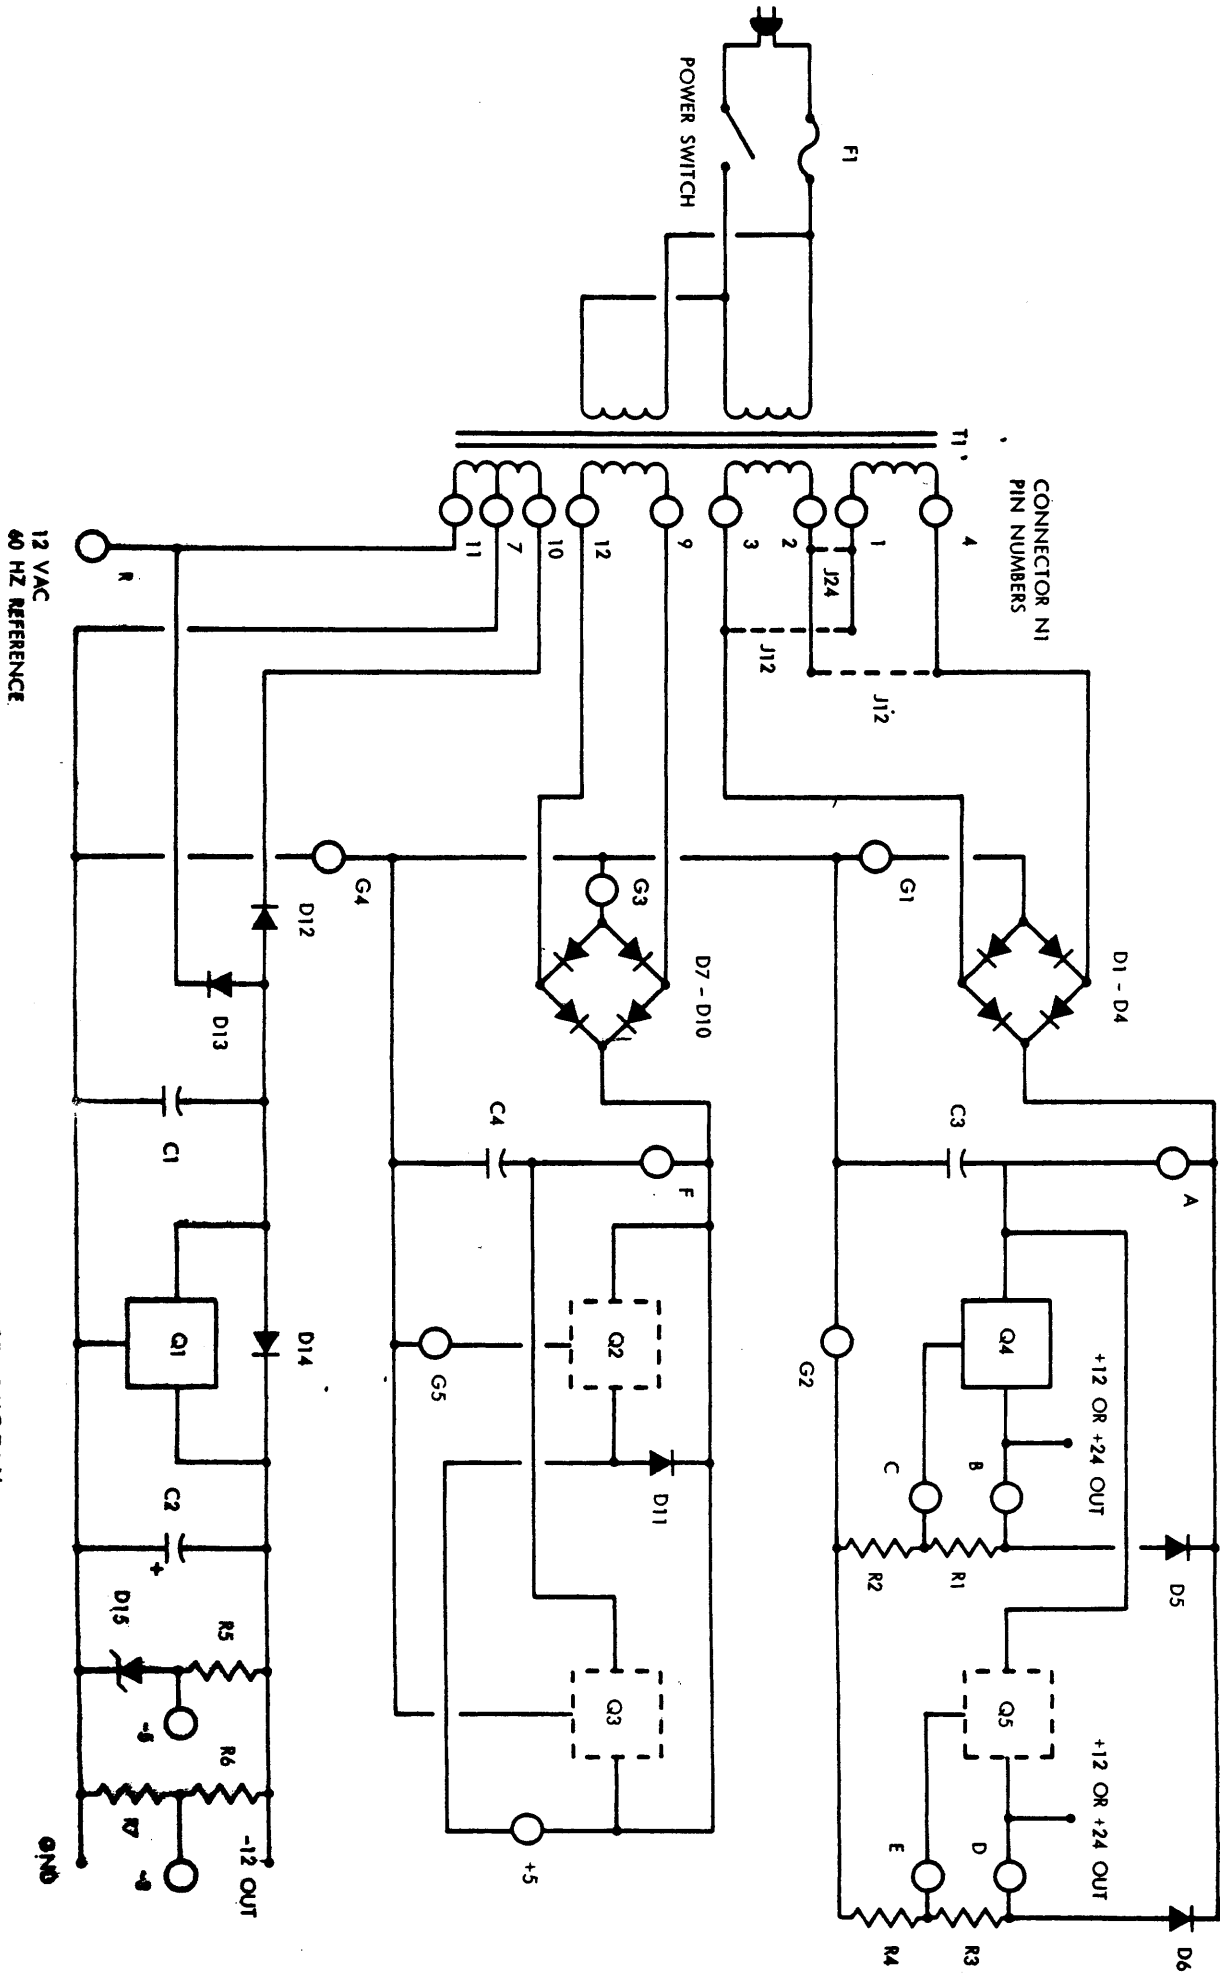 POWER SWITCH
F1
T1
CONNECTOR N1
PIN NUMBERS
4
1
2
3
9
12
10
7
11
J24
J12
J12
R
12 VAC
60 HZ REFERENCE
G1
G3
G4
D1 - D4
D7 - D10
D12
D13
A
C3
F
C4
C1
Q4
+12 OR +24 OUT
G2
Q2
G5
D14
Q1
B
C
D5
R1
R2
D11
C2
+
D15
R5
-5
Q5
+12 OR +24 OUT
Q3
D
E
D6
R3
R4
+5
R6
R7
-12 OUT
GND